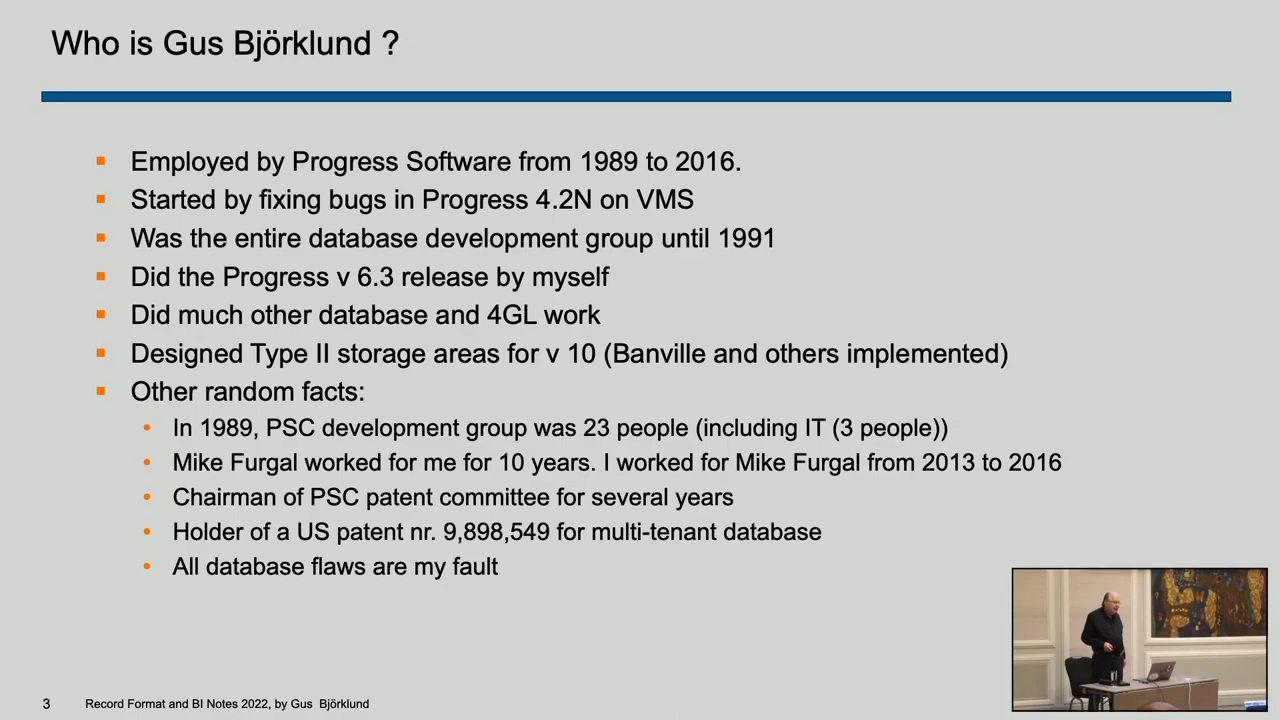 Who is Gus Björklund ?
Employed by Progress Software from 1989 to 2016.
Started by fixing bugs in Progress 4.2N on VMS
Was the entire database development group until 1991
Did the Progress v 6.3 release by myself
Did much other database and 4GL work
Designed Type II storage areas for v 10 (Banville and others implemented)
Other random facts:
In 1989, PSC development group was 23 people (including IT (3 people))
Mike Furgal worked for me for 10 years. I worked for Mike Furgal from 2013 to 2016
Chairman of PSC patent committee for several years
Holder of a US patent nr. 9,898,549 for multi-tenant database
All database flaws are my fault
3 Record Format and BI Notes 2022, by Gus Björklund